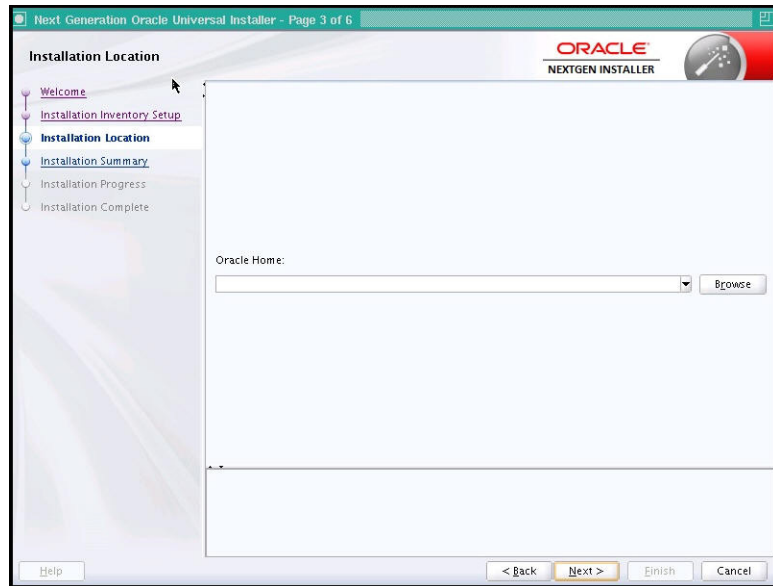 Next Generation Oracle Universal Installer - Page 3 of 6
Installation Location
ORACLE
NEXTGEN INSTALLER
Welcome
Installation Inventory Setup
Installation Location
Installation Summary
Installation Progress
Installation Complete
Oracle Home:
Browse
Help
< Back
Next >
Finish
Cancel